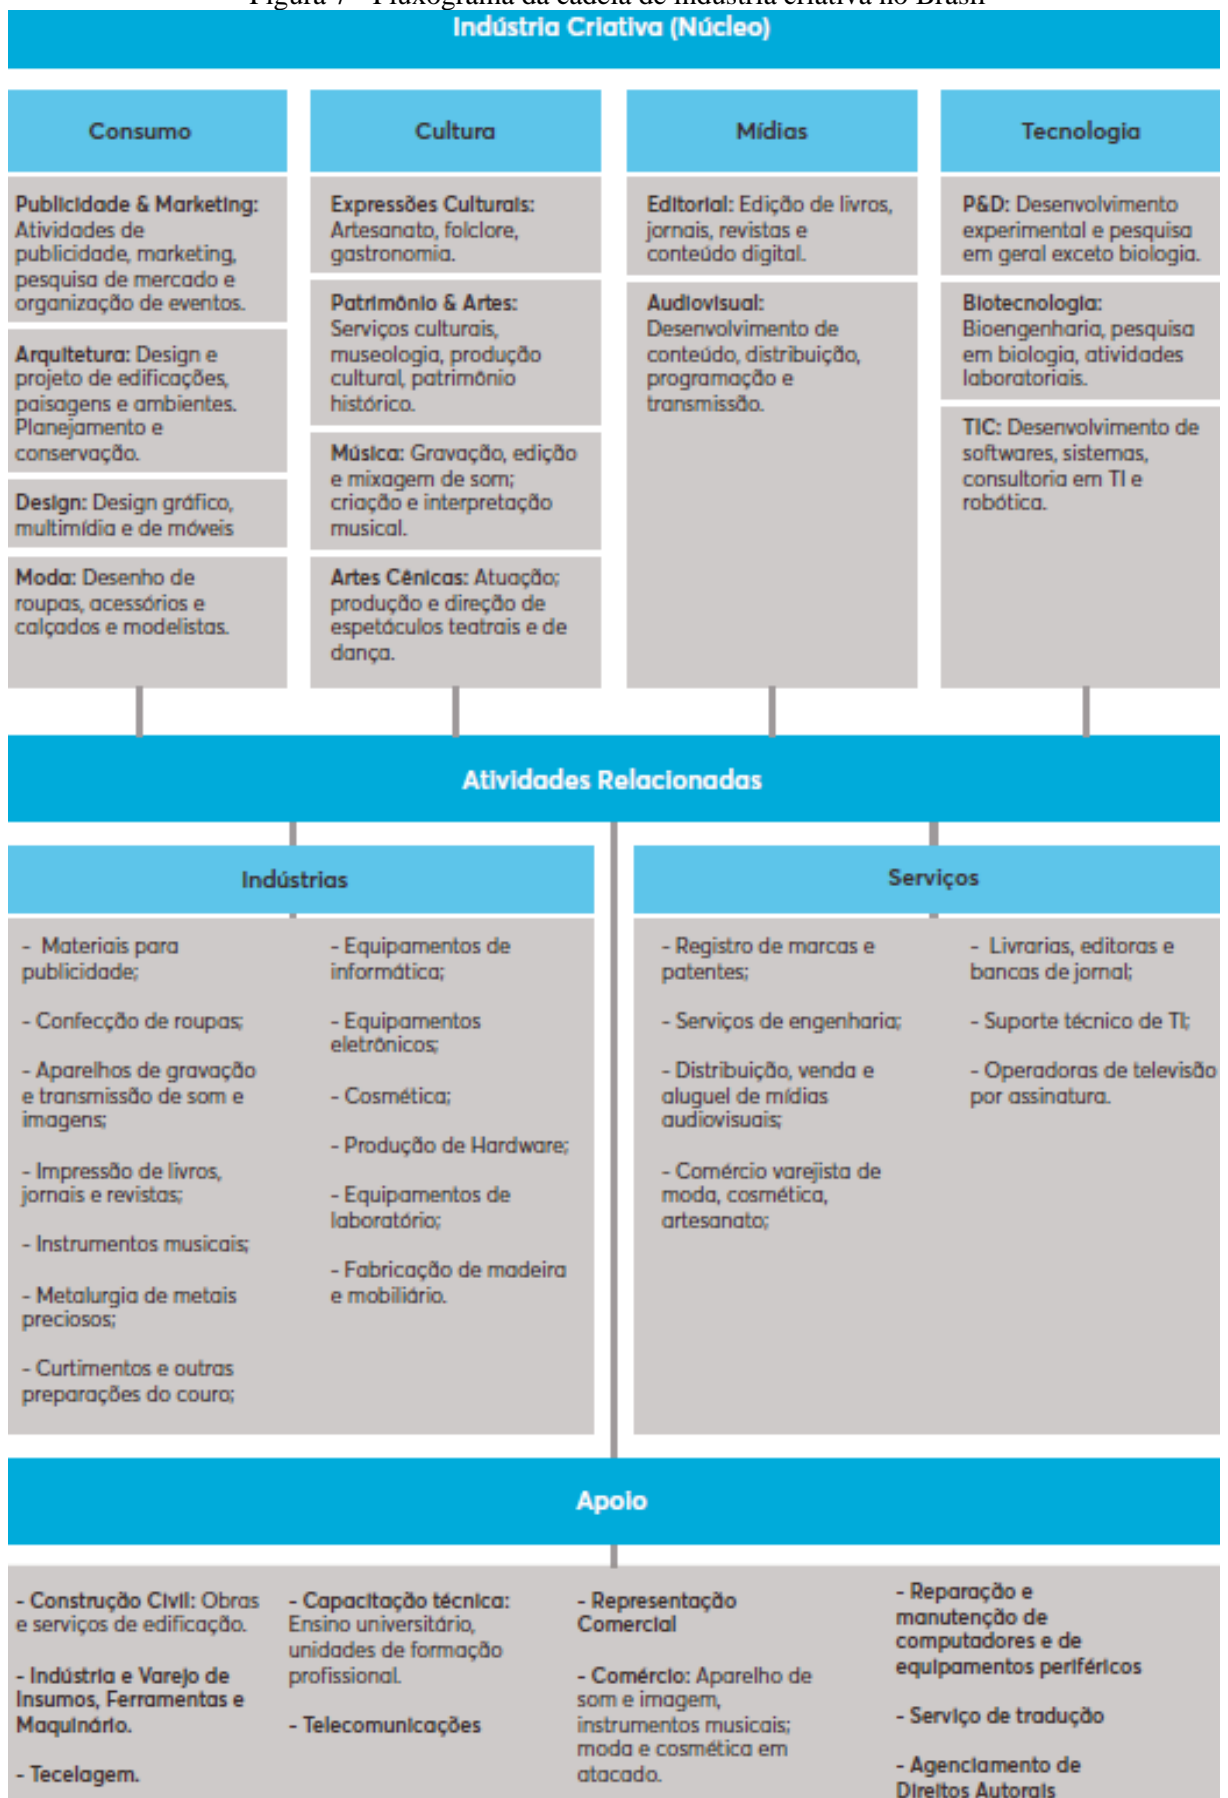 Figura 7 - Fluxograma da cadeia de indústria criativa no Brasil
Indústria Criativa (Núcleo)
Consumo
Publicidade & Marketing:
Atividades de
publicidade, marketing,
pesquisa de mercado e
organização de eventos.
Arquitetura: Design e
projeto de edificações,
paisagens e ambientes.
Planejamento e
conservação.
Design: Design gráfico,
multimídia e de móveis
Moda: Desenho de
roupas, acessórios e
calçados e modelistas.
Cultura
Expressões Culturais:
Artesanato, folclore,
gastronomia.
Patrimônio & Artes:
Serviços culturais,
museologia, produção
cultural, patrimônio
histórico.
Música: Gravação, edição
e mixagem de som;
criação e interpretação
musical.
Artes Cênicas: Atuação;
produção e direção de
espetáculos teatrais e de
dança.
Mídias
Editorial: Edição de livros,
jornais, revistas e
conteúdo digital.
Audiovisual:
Desenvolvimento de
conteúdo, distribuição,
programação e
transmissão.
Tecnologia
P&D: Desenvolvimento
experimental e pesquisa
em geral exceto biologia.
Biotecnologia:
Bioengenharia, pesquisa
em biologia, atividades
laboratoriais.
TIC: Desenvolvimento de
softwares, sistemas,
consultoria em TI e
robótica.
Atividades Relacionadas
Indústrias
- Materiais para
publicidade;
- Confecção de roupas;
- Aparelhos de gravação
e transmissão de som e
imagens;
- Impressão de livros,
jornais e revistas;
- Instrumentos musicais;
- Metalurgia de metais
preciosos;
- Curtimentos e outras
preparações do couro;
- Equipamentos de
informática;
- Equipamentos
eletrônicos;
- Cosmética;
- Produção de Hardware;
- Equipamentos de
laboratório;
- Fabricação de madeira
e mobiliário.
Serviços
- Registro de marcas e
patentes;
- Serviços de engenharia;
- Distribuição, venda e
aluguel de mídias
audiovisuais;
- Comércio varejista de
moda, cosmética,
artesanato;
- Livrarias, editoras e
bancas de jornal;
- Suporte técnico de TI;
- Operadoras de televisão
por assinatura.
Apoio
- Construção Civil: Obras
e serviços de edificação.
- Indústria e Varejo de
Insumos, Ferramentas e
Maquinário.
- Tecelagem.
- Capacitação técnica:
Ensino universitário,
unidades de formação
profissional.
- Telecomunicações
- Representação
Comercial
- Comércio: Aparelho de
som e imagem,
instrumentos musicais;
moda e cosmética em
atacado.
- Reparação e
manutenção de
computadores e de
equipamentos periféricos
- Serviço de tradução
- Agenciamento de
Direitos Autorais